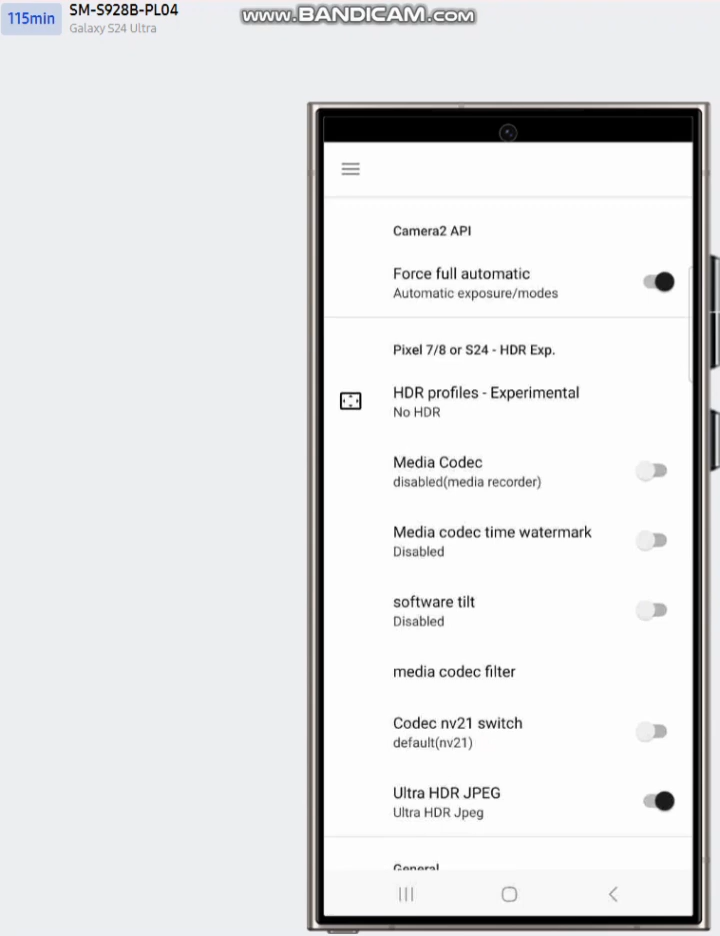 115min
SM-S928B-PL04
Galaxy S24 Ultra
www.BANDICAM.com
Camera2 API
Force full automatic
Automatic exposure/modes
Pixel 7/8 or S24 - HDR Exp.
HDR profiles - Experimental
No HDR
Media Codec
disabled(media recorder)
Media codec time watermark
Disabled
software tilt
Disabled
media codec filter
Codec nv21 switch
default(nv21)
Ultra HDR JPEG
Ultra HDR Jpeg
General